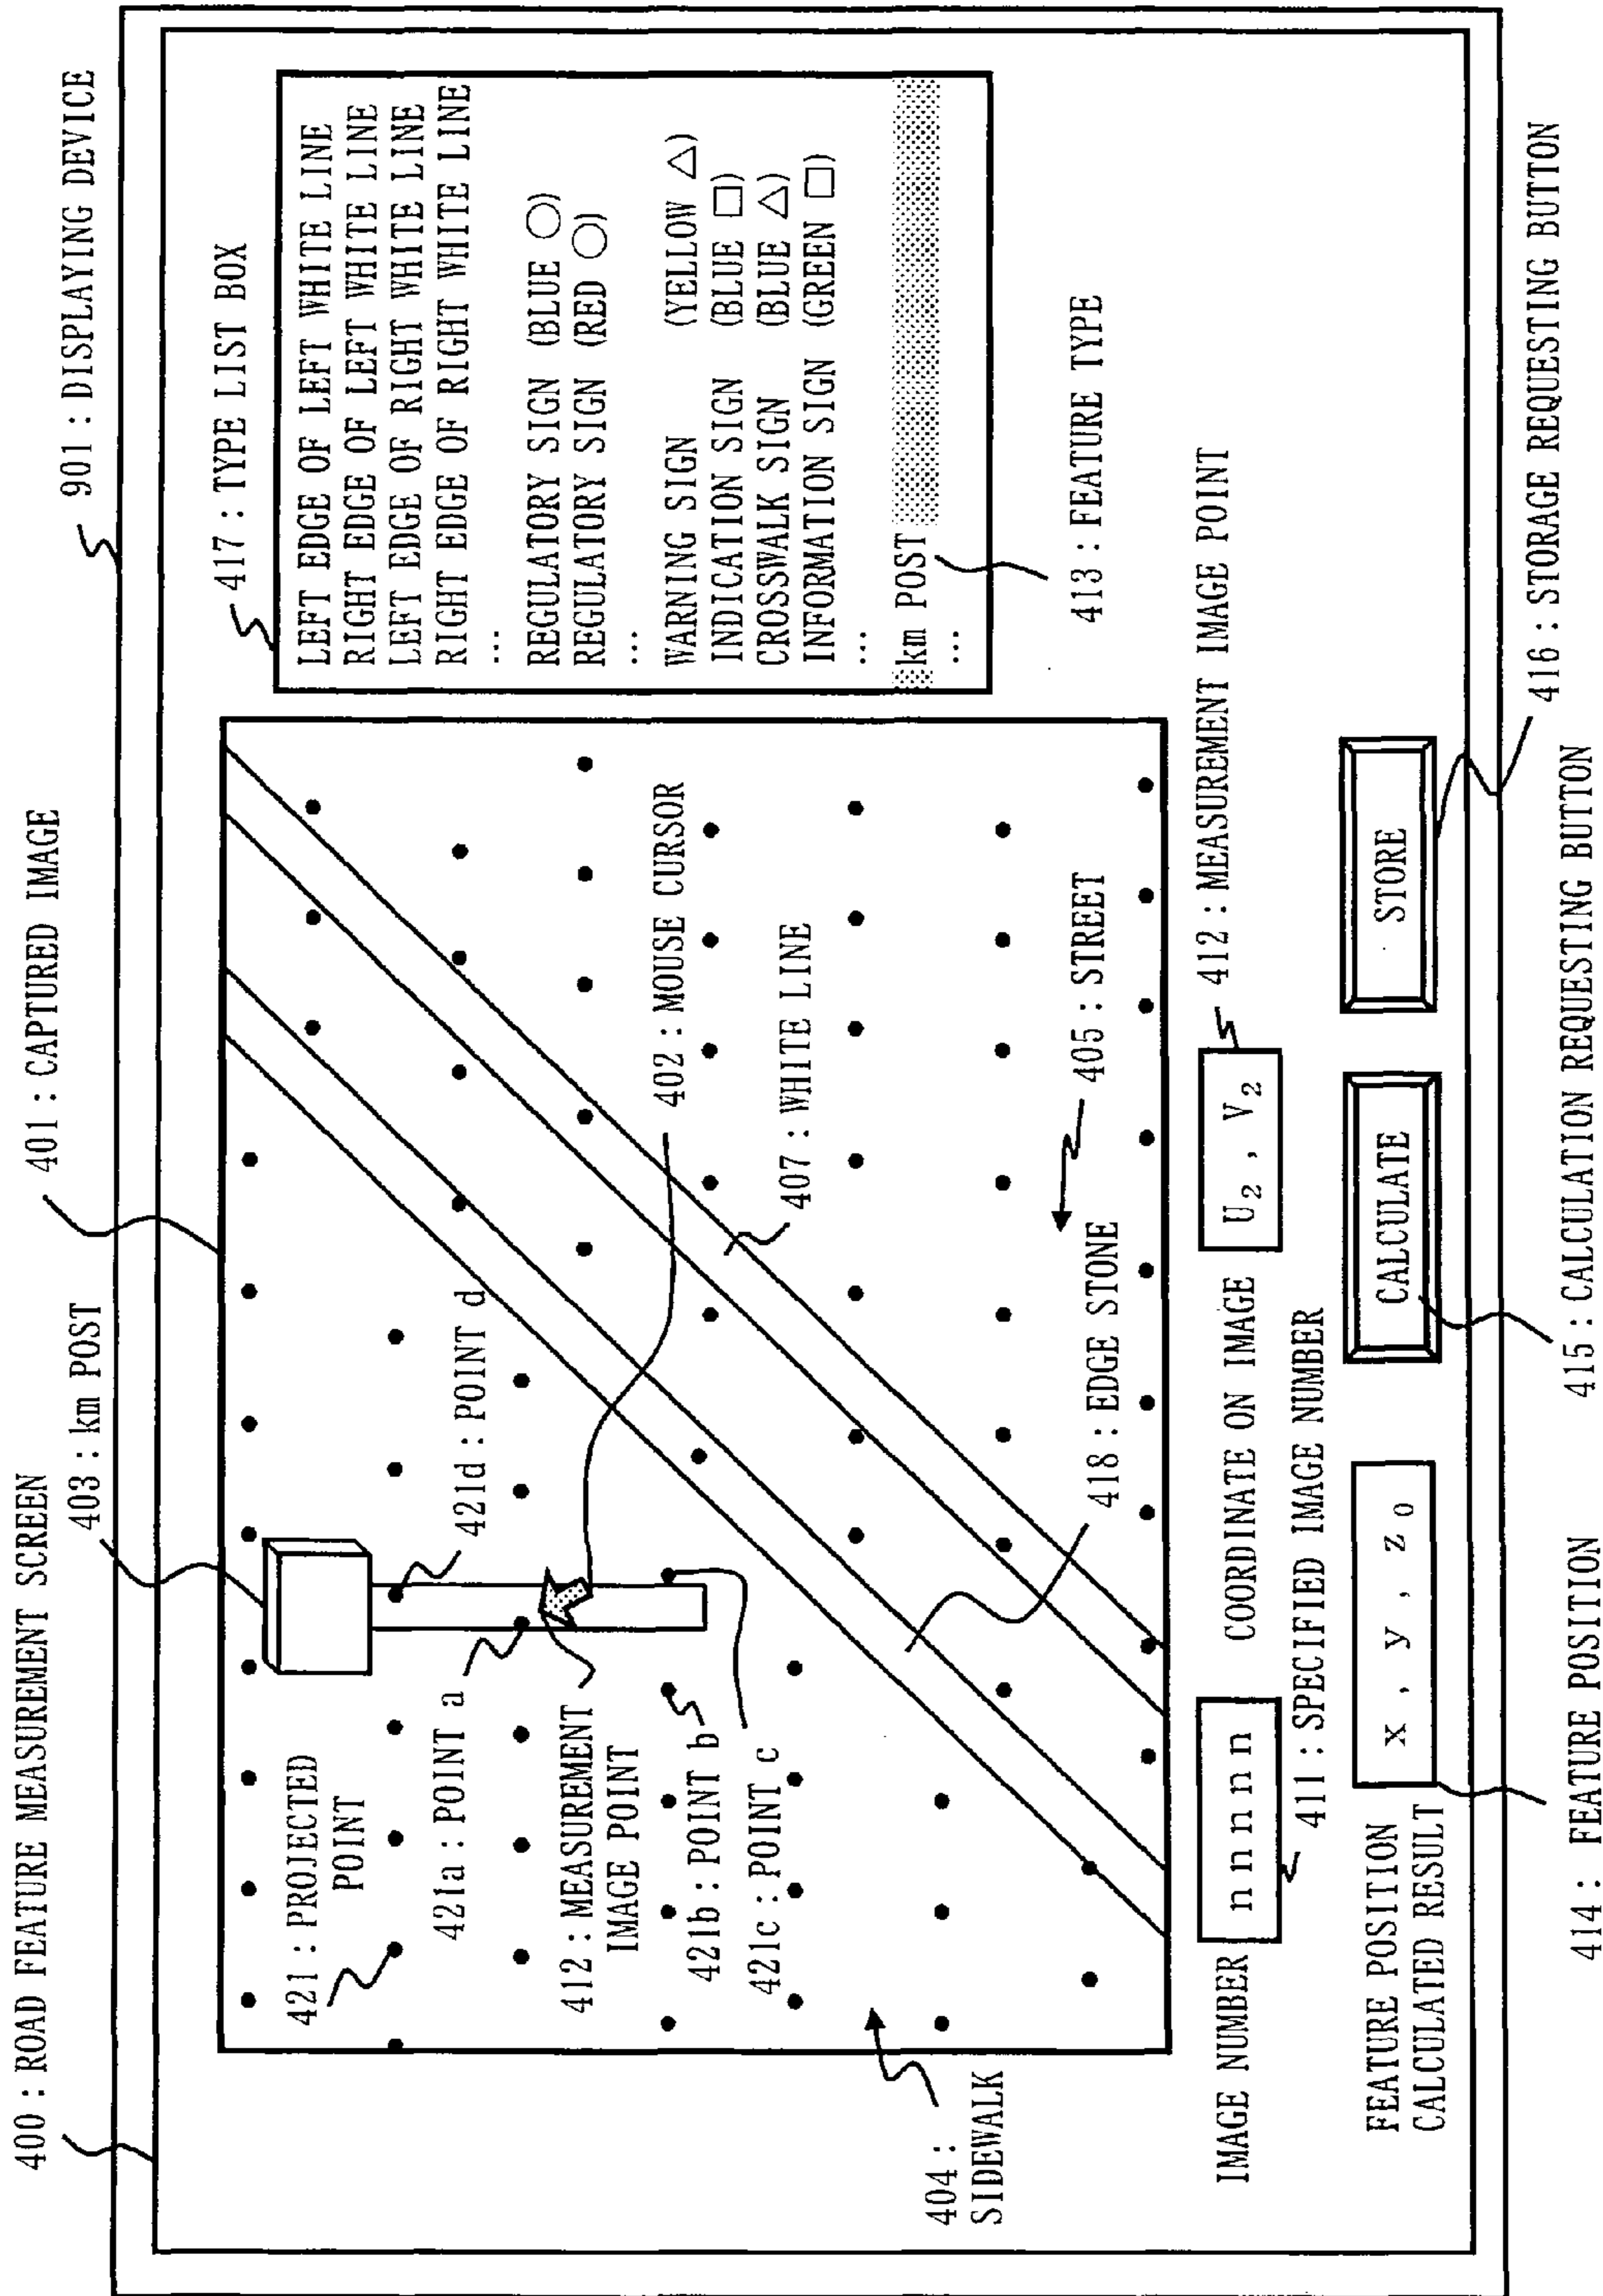 400 : ROAD FEATURE MEASUREMENT SCREEN
403 : km POST
401 : CAPTURED IMAGE
901 : DISPLAYING DEVICE
417 : TYPE LIST BOX
LEFT EDGE OF LEFT WHITE LINE
RIGHT EDGE OF LEFT WHITE LINE
LEFT EDGE OF RIGHT WHITE LINE
RIGHT EDGE OF RIGHT WHITE LINE
...
REGULATORY SIGN (BLUE ○)
REGULATORY SIGN (RED ○)
...
WARNING SIGN (YELLOW △)
INDICATION SIGN (BLUE □)
CROSSWALK SIGN (BLUE △)
INFORMATION SIGN (GREEN □)
...
km POST
...
413 : FEATURE TYPE
421 : PROJECTED
POINT
421d : POINT d
421a : POINT a
412 : MEASUREMENT
IMAGE POINT
421b : POINT b
421c : POINT c
402 : MOUSE CURSOR
407 : WHITE LINE
418 : EDGE STONE
405 : STREET
404 :
SIDEWALK
IMAGE NUMBER
n n n n n
411 : SPECIFIED IMAGE NUMBER
COORDINATE ON IMAGE
U2 , V2
412 : MEASUREMENT IMAGE POINT
FEATURE POSITION
CALCULATED RESULT
x , y , z0
CALCULATE
STORE
414 : FEATURE POSITION
415 : CALCULATION REQUESTING BUTTON
416 : STORAGE REQUESTING BUTTON